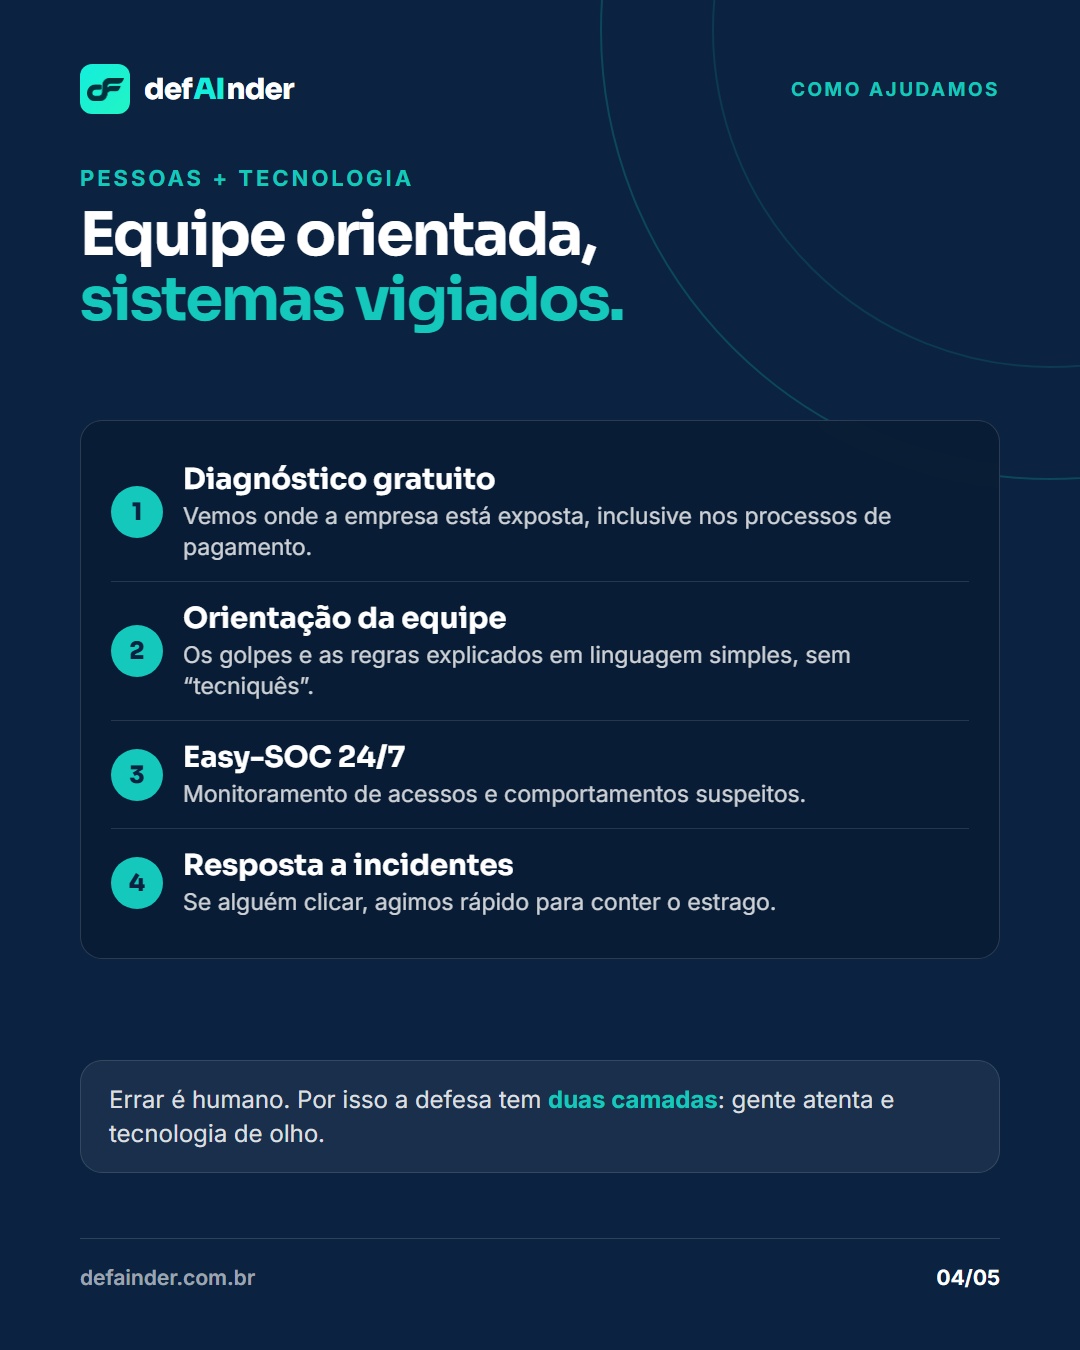 defAInder
COMO AJUDAMOS
PESSOAS + TECNOLOGIA
Equipe orientada,
sistemas vigiados.
1
Diagnóstico gratuito
Vemos onde a empresa está exposta, inclusive nos processos de
pagamento.
2
Orientação da equipe
Os golpes e as regras explicados em linguagem simples, sem
“tecniquês”.
3
Easy-SOC 24/7
Monitoramento de acessos e comportamentos suspeitos.
4
Resposta a incidentes
Se alguém clicar, agimos rápido para conter o estrago.
Errar é humano. Por isso a defesa tem duas camadas: gente atenta e
tecnologia de olho.
defainder.com.br
04/05